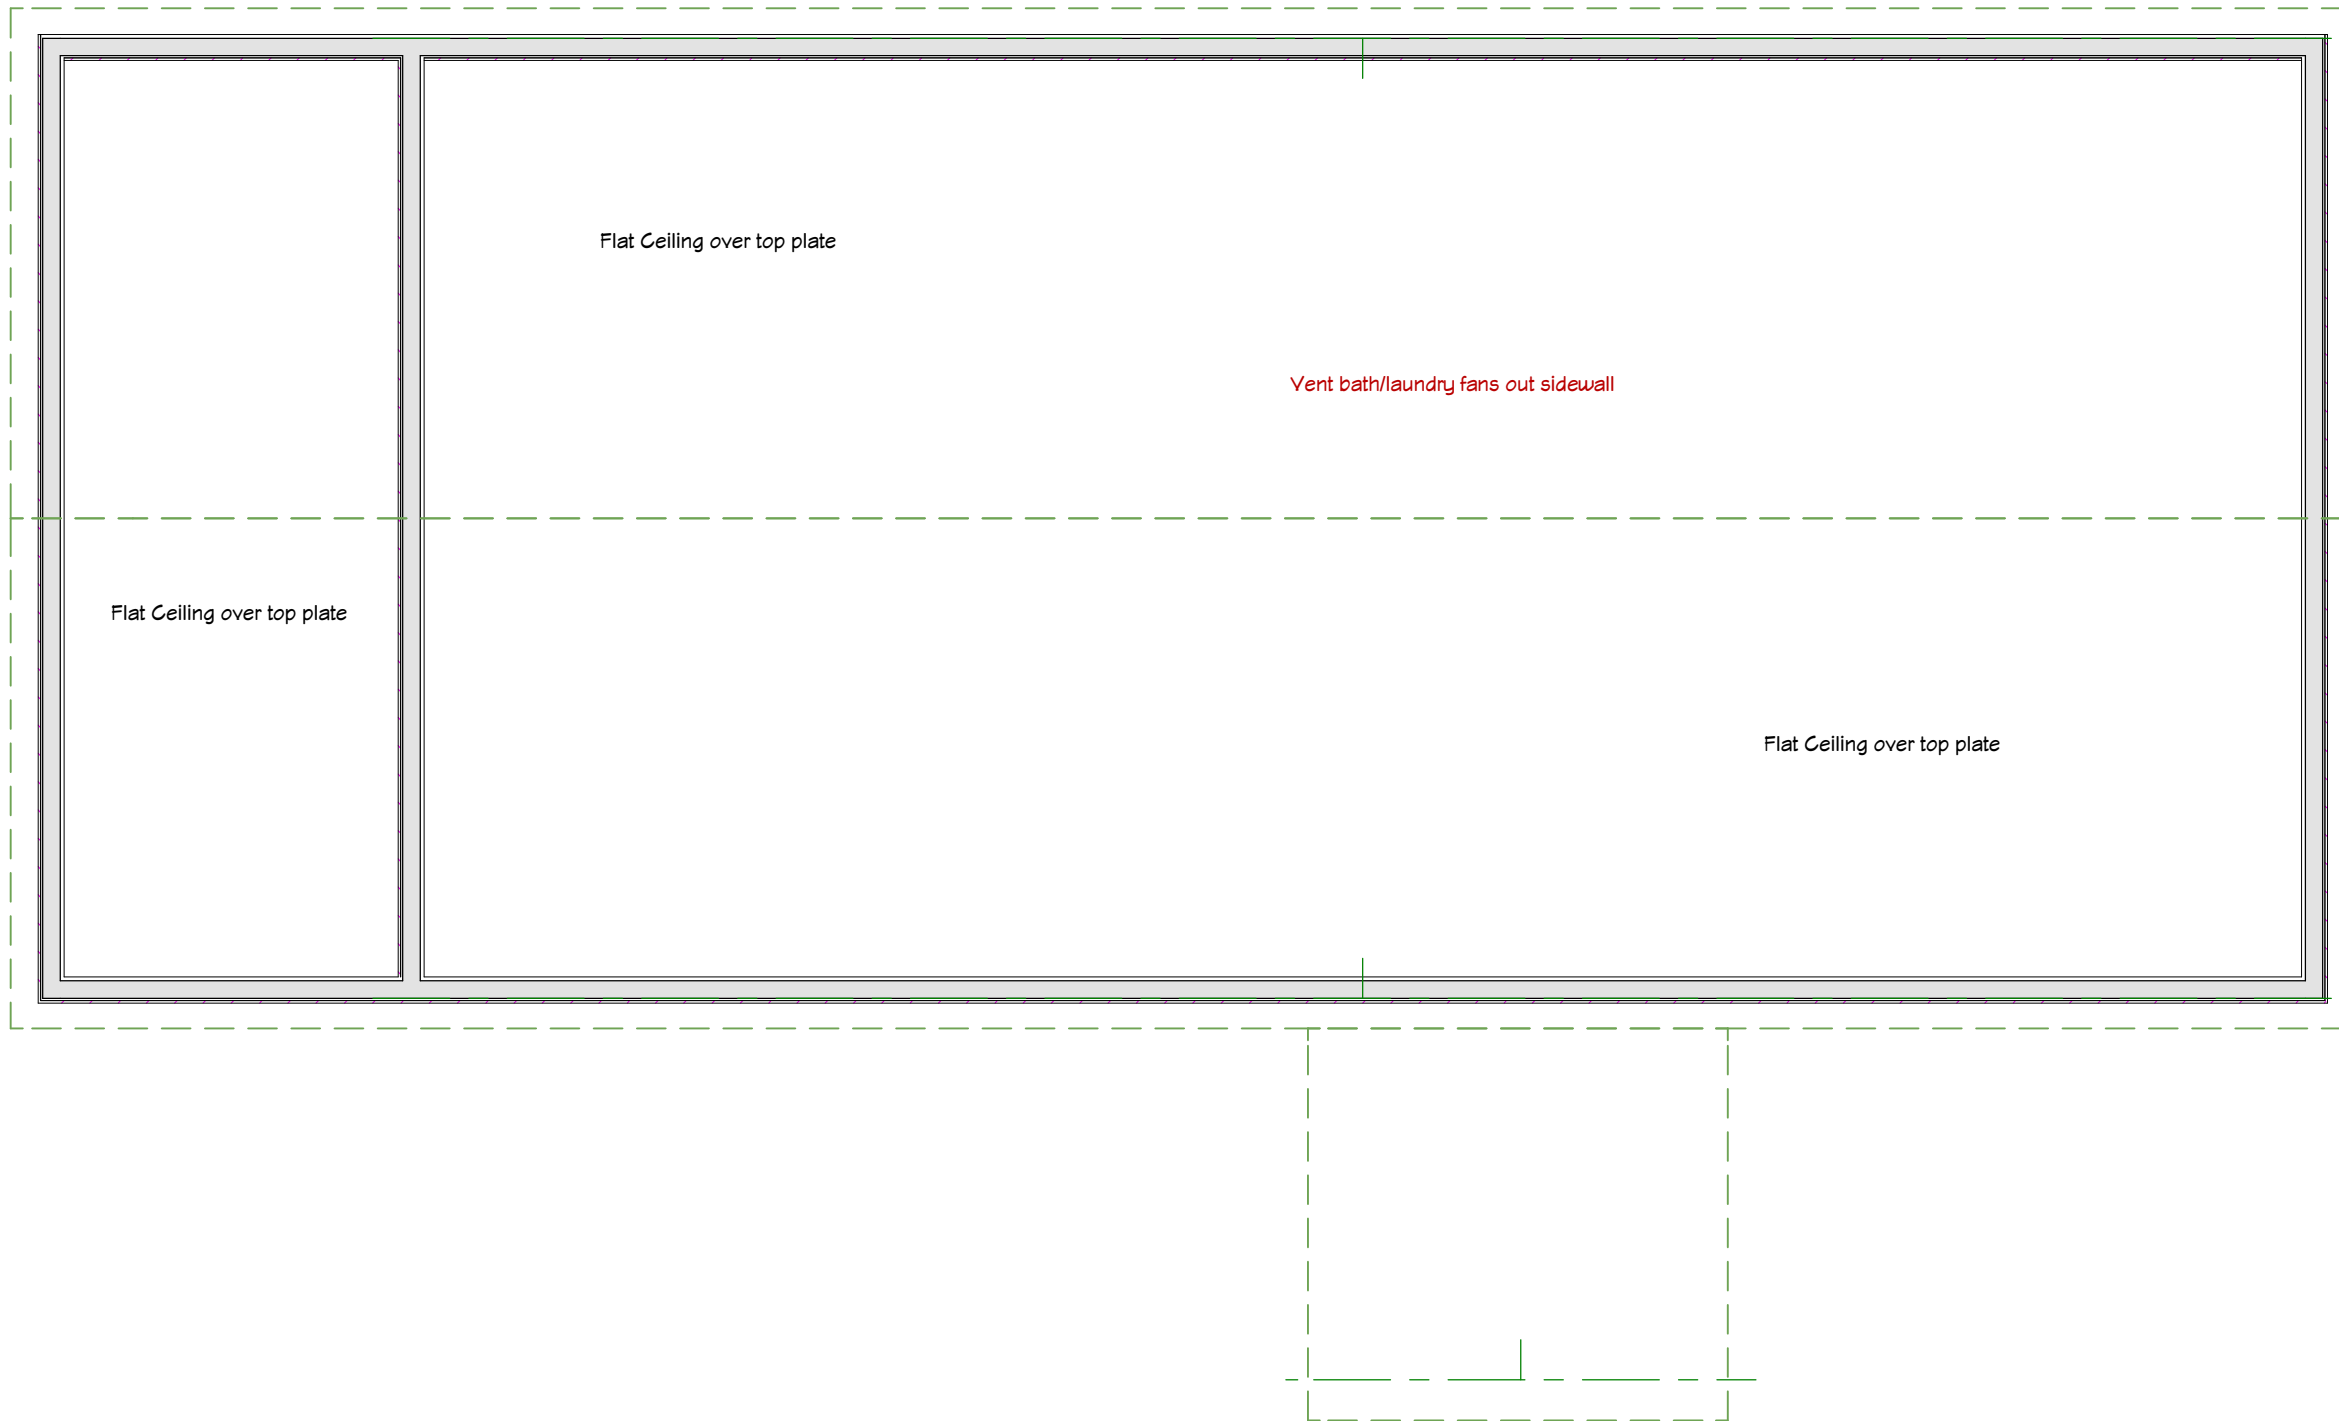 Flat Ceiling over top plate
Vent bath/laundry fans out sidewall
Flat Ceiling over top plate
Flat Ceiling over top plate